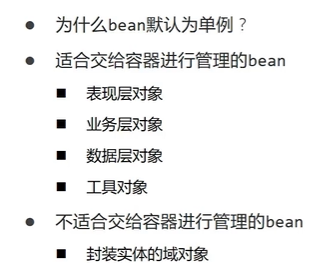 ● 为什么bean默认为单例？
● 适合交给容器进行管理的bean
■ 表现层对象
■ 业务层对象
■ 数据层对象
■ 工具对象
● 不适合交给容器进行管理的bean
■ 封装实体的域对象